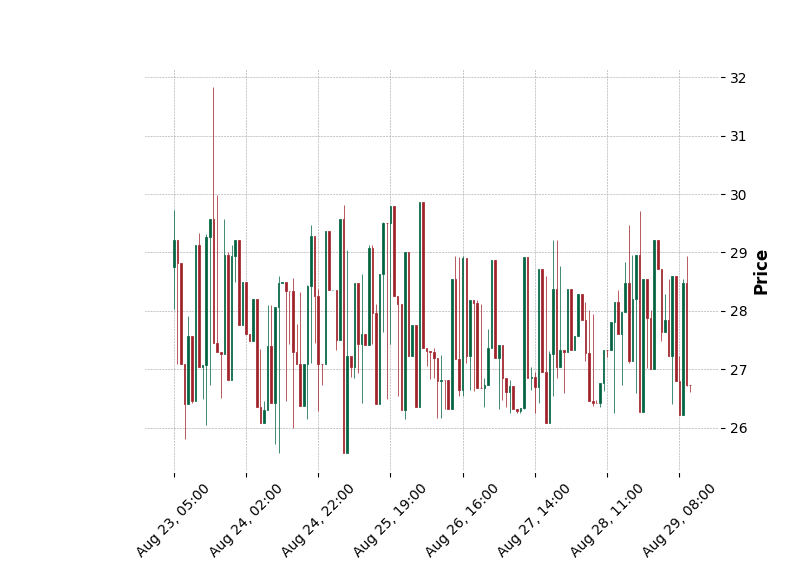 32
31
30
29
28
27
26
Price
Aug 23, 05:00
Aug 24, 02:00
Aug 24, 22:00
Aug 25, 19:00
Aug 26, 16:00
Aug 27, 14:00
Aug 28, 11:00
Aug 29, 08:00